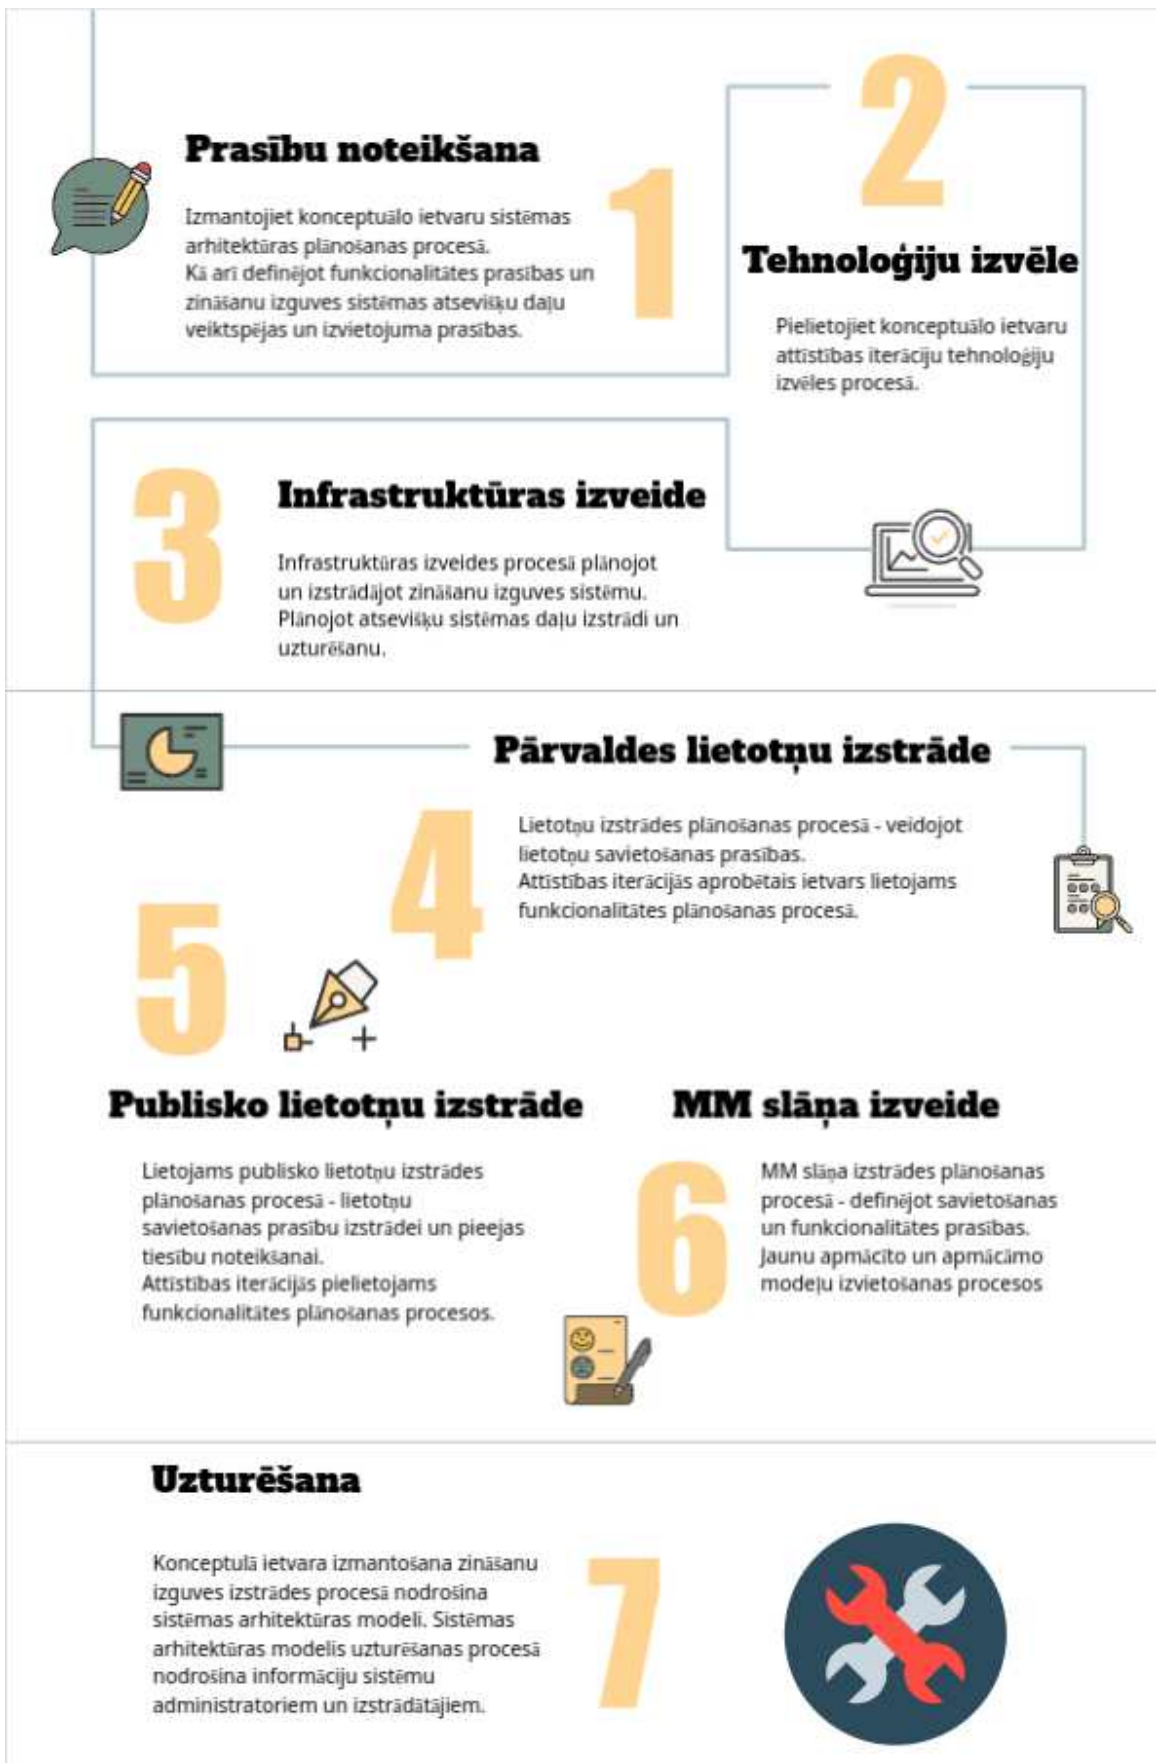 Prasību noteikšana
1
Izmantojiet konceptuālo ietvaru sistēmas
arhitektūras plānošanas procesā.
Kā arī definējot funkcionalitātes prasības un
zināšanu izguves sistēmas atsevišķu daļu
veiktspējas un izvietojuma prasības.
2
Tehnoloģiju izvēle
Pielietojiet konceptuālo ietvaru
attīstības iterāciju tehnoloģiju
izvēles procesā.
3
Infrastruktūras izveide
Infrastruktūras izveides procesā plānojot
un izstrādājot zināšanu izguves sistēmu.
Plānojot atsevišķu sistēmas daļu izstrādi un
uzturēšanu.
Pārvaldes lietotņu izstrāde
4
Lietotņu izstrādes plānošanas procesā - veidojot
lietotņu savietošanas prasības.
Attīstības iterācijās aprobētais ietvars lietojams
funkcionalitātes plānošanas procesā.
5
Publisko lietotņu izstrāde
Lietojams publisko lietotņu izstrādes
plānošanas procesā - lietotņu
savietošanas prasību izstrādei un pieejas
tiesību noteikšanai.
Attīstības iterācijās pielietojams
funkcionalitātes plānošanas procesos.
MM slāņa izveide
6
MM slāņa izstrādes plānošanas
procesā - definējot savietošanas
un funkcionalitātes prasības.
Jaunu apmācīto un apmācāmo
modeļu izvietošanas procesos
Uzturēšana
Konceptulā ietvara izmantošana zināšanu
izguves izstrādes procesā nodrošina
sistēmas arhitektūras modeli. Sistēmas
arhitektūras modelis uzturēšanas procesā
nodrošina informāciju sistēmu
administratoriem un izstrādātājiem.
7